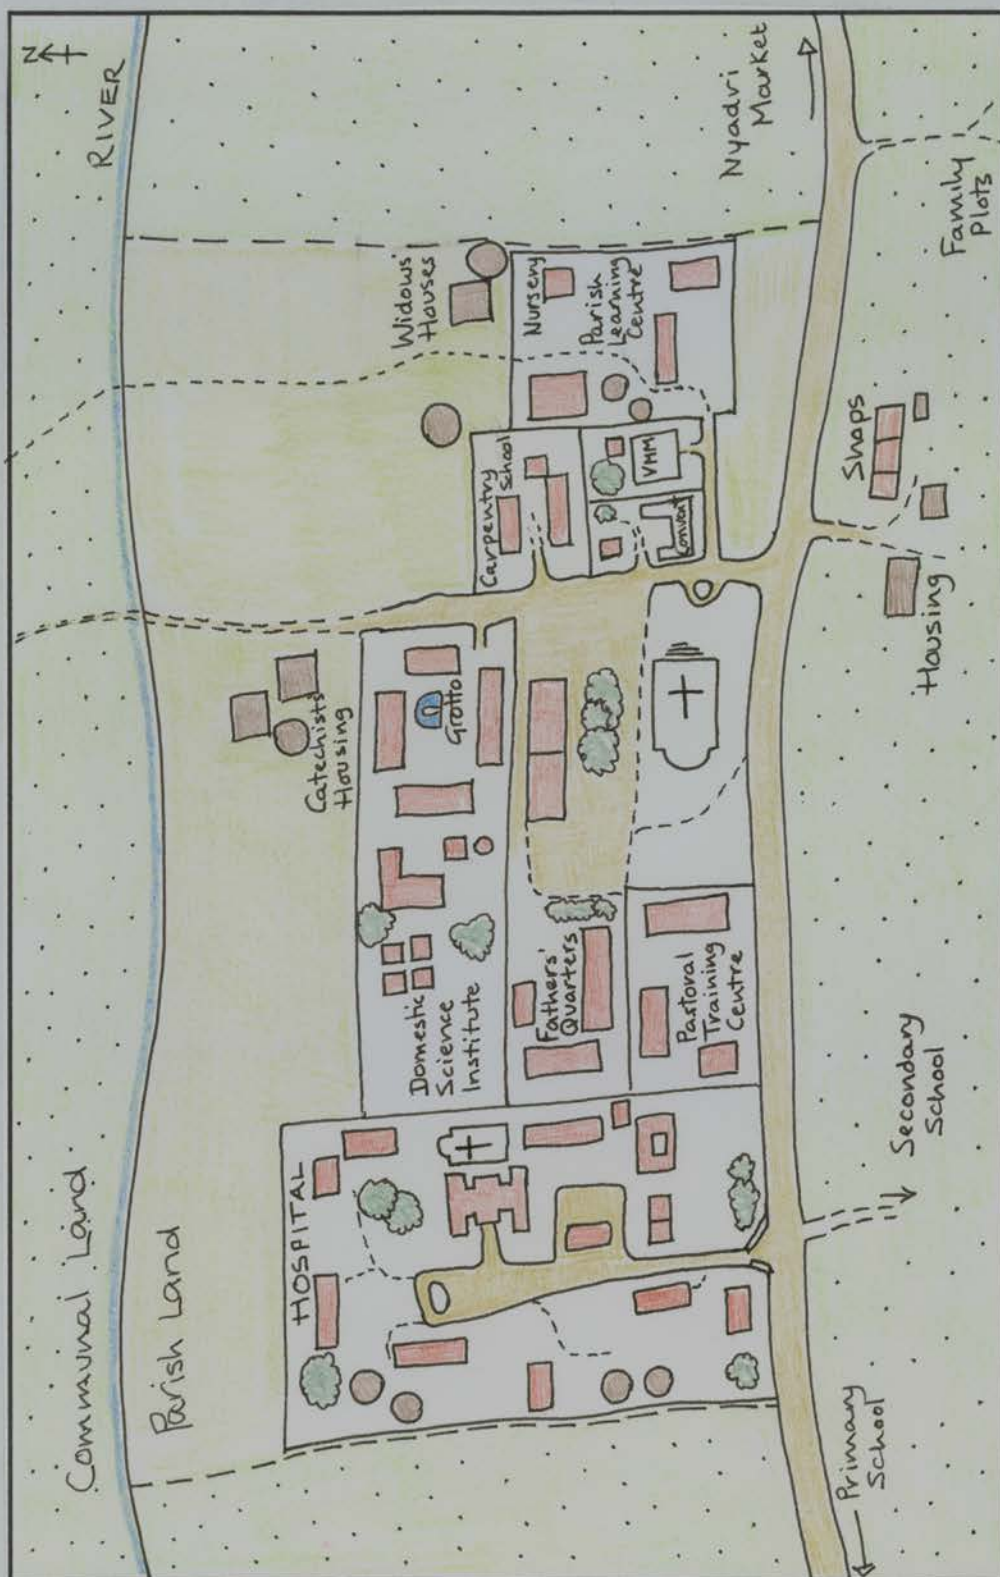 N
Communal Land
RIVER
Parish Land
HOSPITAL
Catechists
Housing
Widows'
Houses
Domestic
Science
Institute
Grotto
Carpentry
School
Nursery
Parish
Learning
Centre
Fathers'
Quarters
VMM
Convent
Pastoral
Training
Centre
Nyadri
Market
Primary
School
Secondary
School
Housing
Shops
Family
Plots